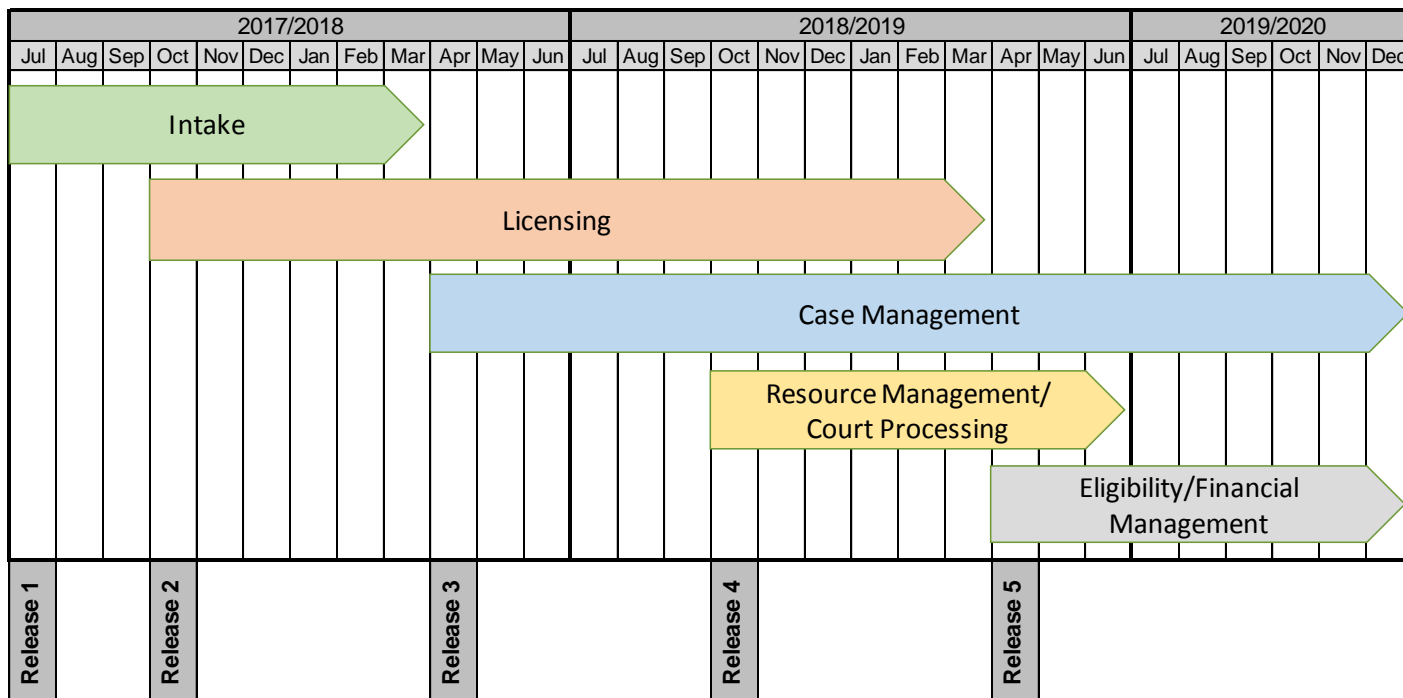 2017/2018 2018/2019 2019/2020
Jul Aug Sep Oct Nov Dec Jan Feb Mar Apr May Jun Jul Aug Sep Oct Nov Dec Jan Feb Mar Apr May Jun Jul Aug Sep Oct Nov Dec
Intake
Licensing
Case Management
Resource Management/
Court Processing
Eligibility/Financial
Management
Release 1
Release 2
Release 3
Release 4
Release 5